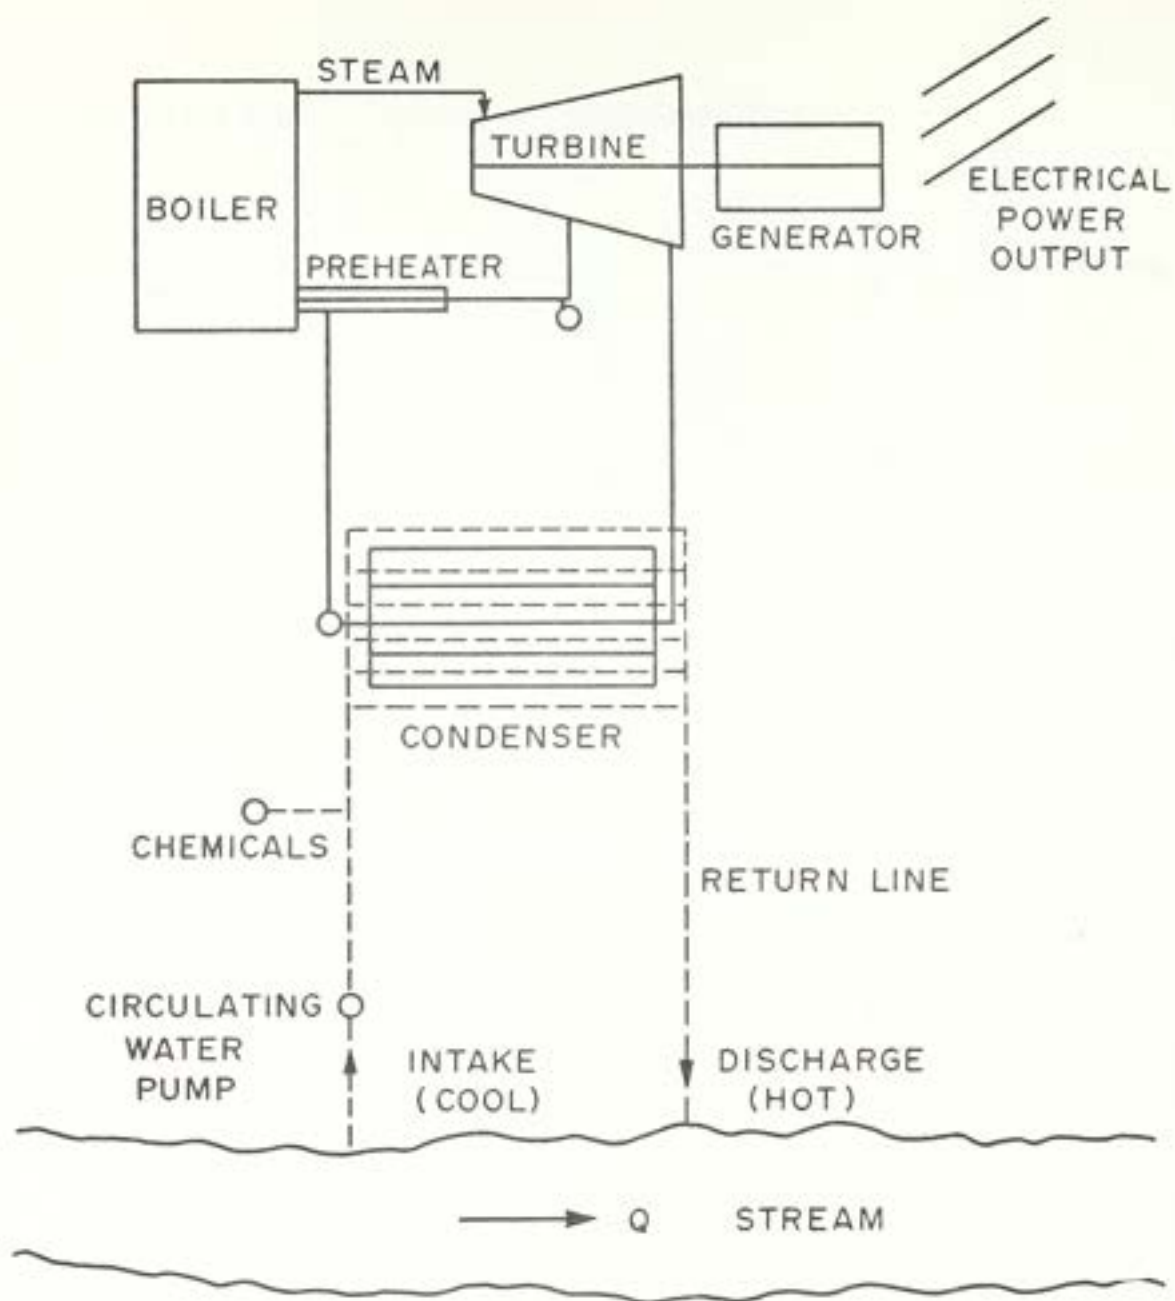 STEAM
TURBINE
BOILER
ELECTRICAL
POWER
OUTPUT
GENERATOR
PREHEATER
CONDENSER
CHEMICALS
RETURN LINE
CIRCULATING
WATER
PUMP
INTAKE
(COOL)
DISCHARGE
(HOT)
Q STREAM